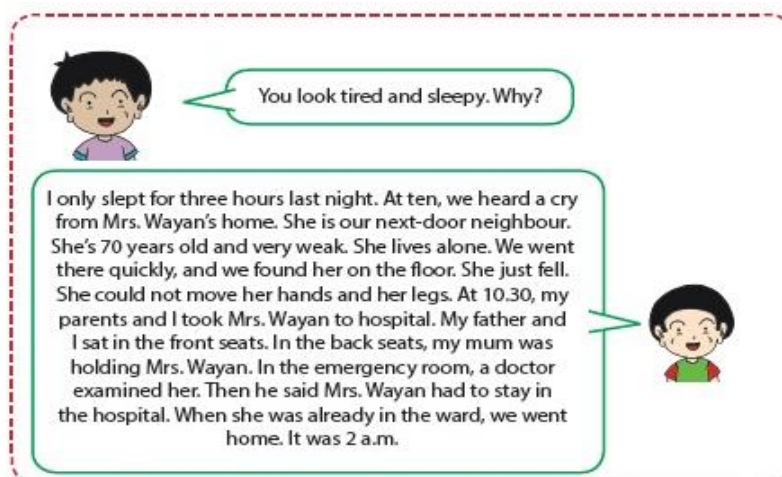 You look tired and sleepy. Why?
I only slept for three hours last night. At ten, we heard a cry
from Mrs. Wayan's home. She is our next-door neighbour.
She's 70 years old and very weak. She lives alone. We went
there quickly, and we found her on the floor. She just fell.
She could not move her hands and her legs. At 10.30, my
parents and I took Mrs. Wayan to hospital. My father and
I sat in the front seats. In the back seats, my mum was
holding Mrs. Wayan. In the emergency room, a doctor
examined her. Then he said Mrs. Wayan had to stay in
the hospital. When she was already in the ward, we went
home. It was 2 a.m.